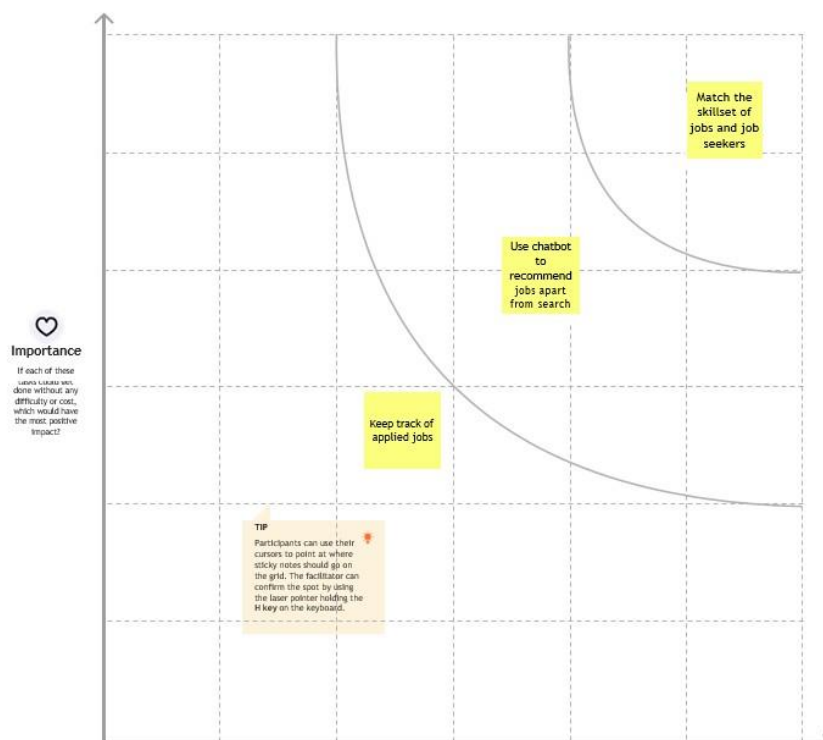 Match the
skillset of
jobs and job
seekers
Use chatbot
to
recommend
jobs apart
from search
Importance
If each of these
tasks could get
done without any
difficulty or cost,
which would have
the most positive
impact?
Keep track of
applied jobs
TIP
Participants can use their
cursors to point at where
sticky notes should go on
the grid. The facilitator can
confirm the spot by using
the laser pointer holding the
H key on the keyboard.